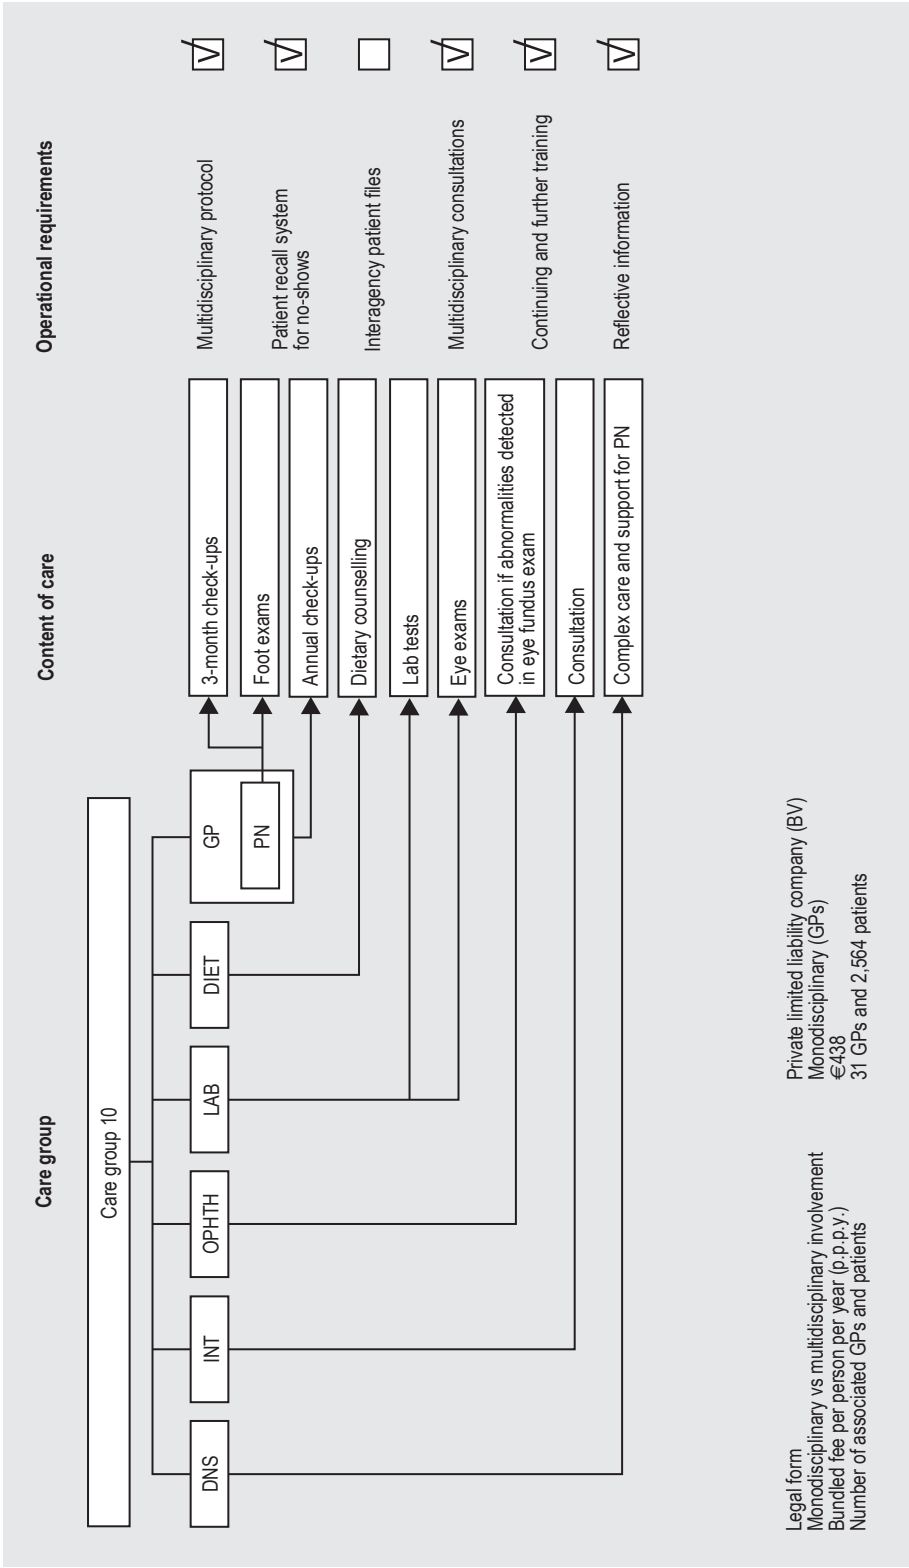 Care group
Content of care
Operational requirements
Care group 10
DNS
INT
OPHTH
LAB
DIET
GP
PN
3-month check-ups
Foot exams
Annual check-ups
Dietary counselling
Lab tests
Eye exams
Consultation if abnormalities detected
in eye fundus exam
Consultation
Complex care and support for PN
Multidisciplinary protocol
Patient recall system
for no-shows
Interagency patient files
Multidisciplinary consultations
Continuing and further training
Reflective information
Legal form
Monodisciplinary vs multidisciplinary involvement
Bundled fee per person per year (p.p.p.y.)
Number of associated GPs and patients
Private limited liability company (BV)
Monodisciplinary (GPs)
€438
31 GPs and 2,564 patients